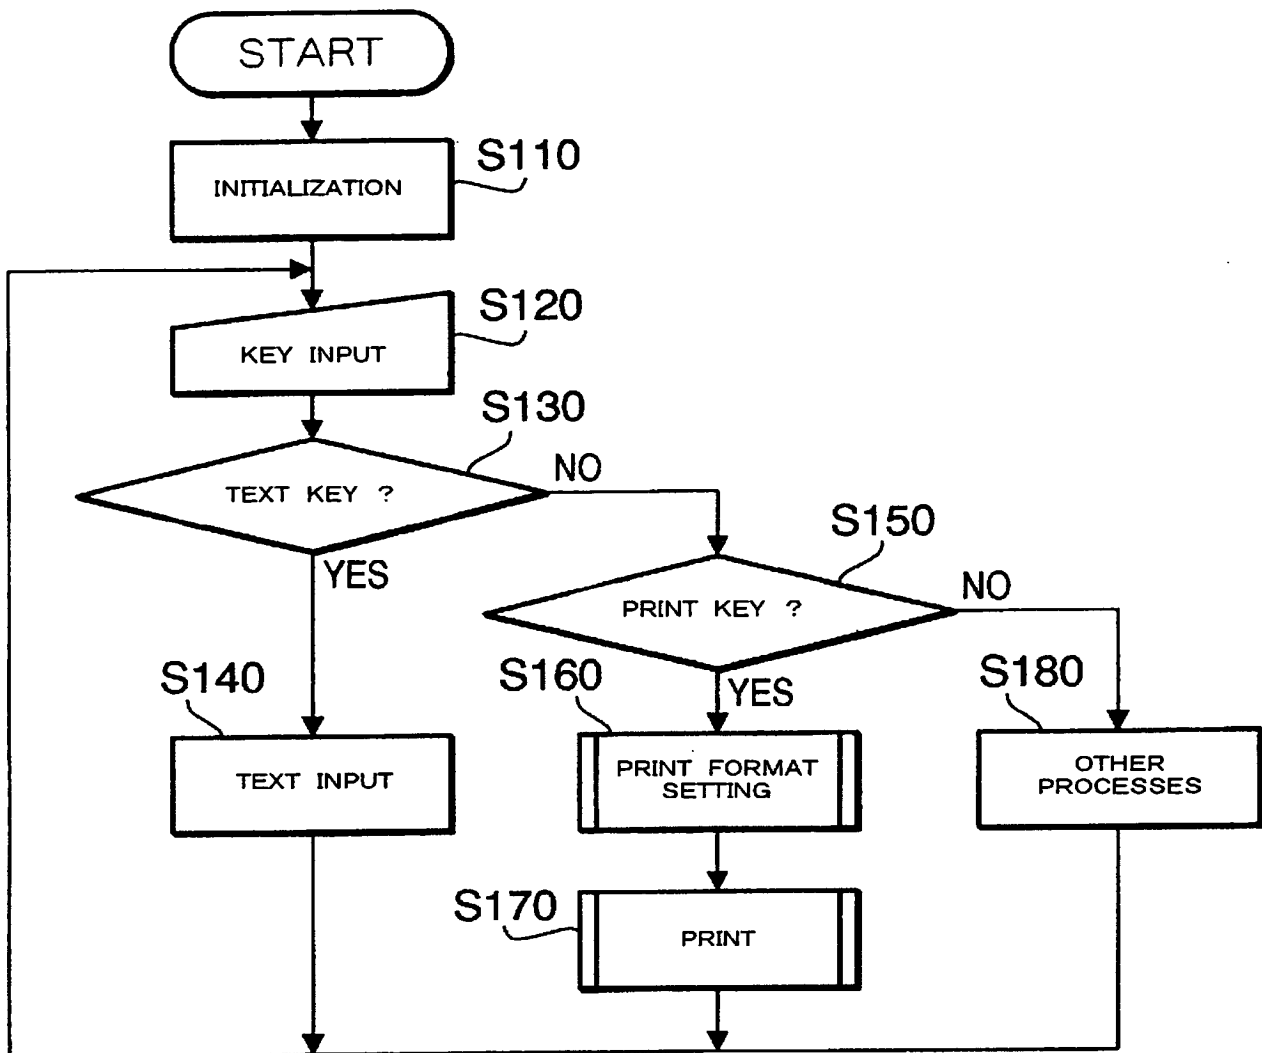 START
S110
INITIALIZATION
S120
KEY INPUT
S130
TEXT KEY ?
NO
YES
S150
PRINT KEY ?
NO
YES
S140
TEXT INPUT
S160
PRINT FORMAT
SETTING
S180
OTHER
PROCESSES
S170
PRINT